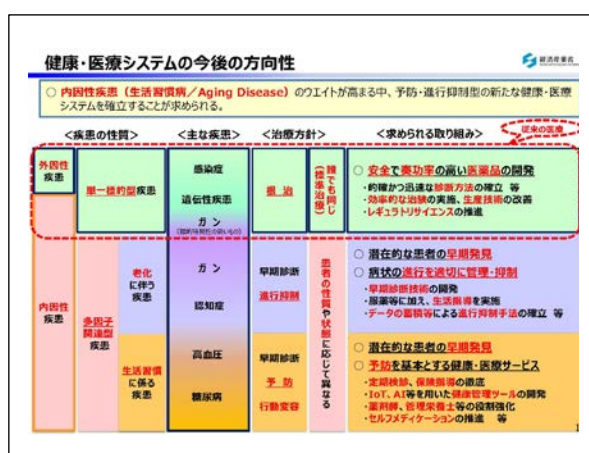 健康・医療システムの今後の方向性
経済産業省
○ 内因性疾患（生活習慣病／Aging Disease）のウエイトが高まる中、予防・進行抑制型の新たな健康・医療
システムを確立することが求められる。
＜疾患の性質＞
＜主な疾患＞
＜治療方針＞
＜求められる取り組み＞
従来の医療
外因性
疾患
単一標的型疾患
感染症
遺伝性疾患
ガン
根 治
誰でも同じ
（標準治療）
○ 安全で奏功率の高い医薬品の開発
・的確かつ迅速な診断方法の確立 等
・効率的な治験の実施、生産技術の改善
・レギュラトリサイエンスの推進
内因性
疾患
多因子
関連型
疾患
老化
に伴う
疾患
ガン
認知症
早期診断
進行抑制
患者の性質や状態に応じて異なる
○ 潜在的な患者の早期発見
○ 病状の進行を適切に管理・抑制
・早期診断技術の開発
・服薬等に加え、生活指導を実施
・データの蓄積等による進行抑制手法の確立 等
生活習慣
に係る
疾患
高血圧
糖尿病
早期診断
予 防
行動変容
○ 潜在的な患者の早期発見
○ 予防を基本とする健康・医療サービス
・定期検診、保険指導の徹底
・IoT、AI等を用いた健康管理ツールの開発
・薬剤師、管理栄養士等の役割強化
・セルフメディケーションの推進 等
1